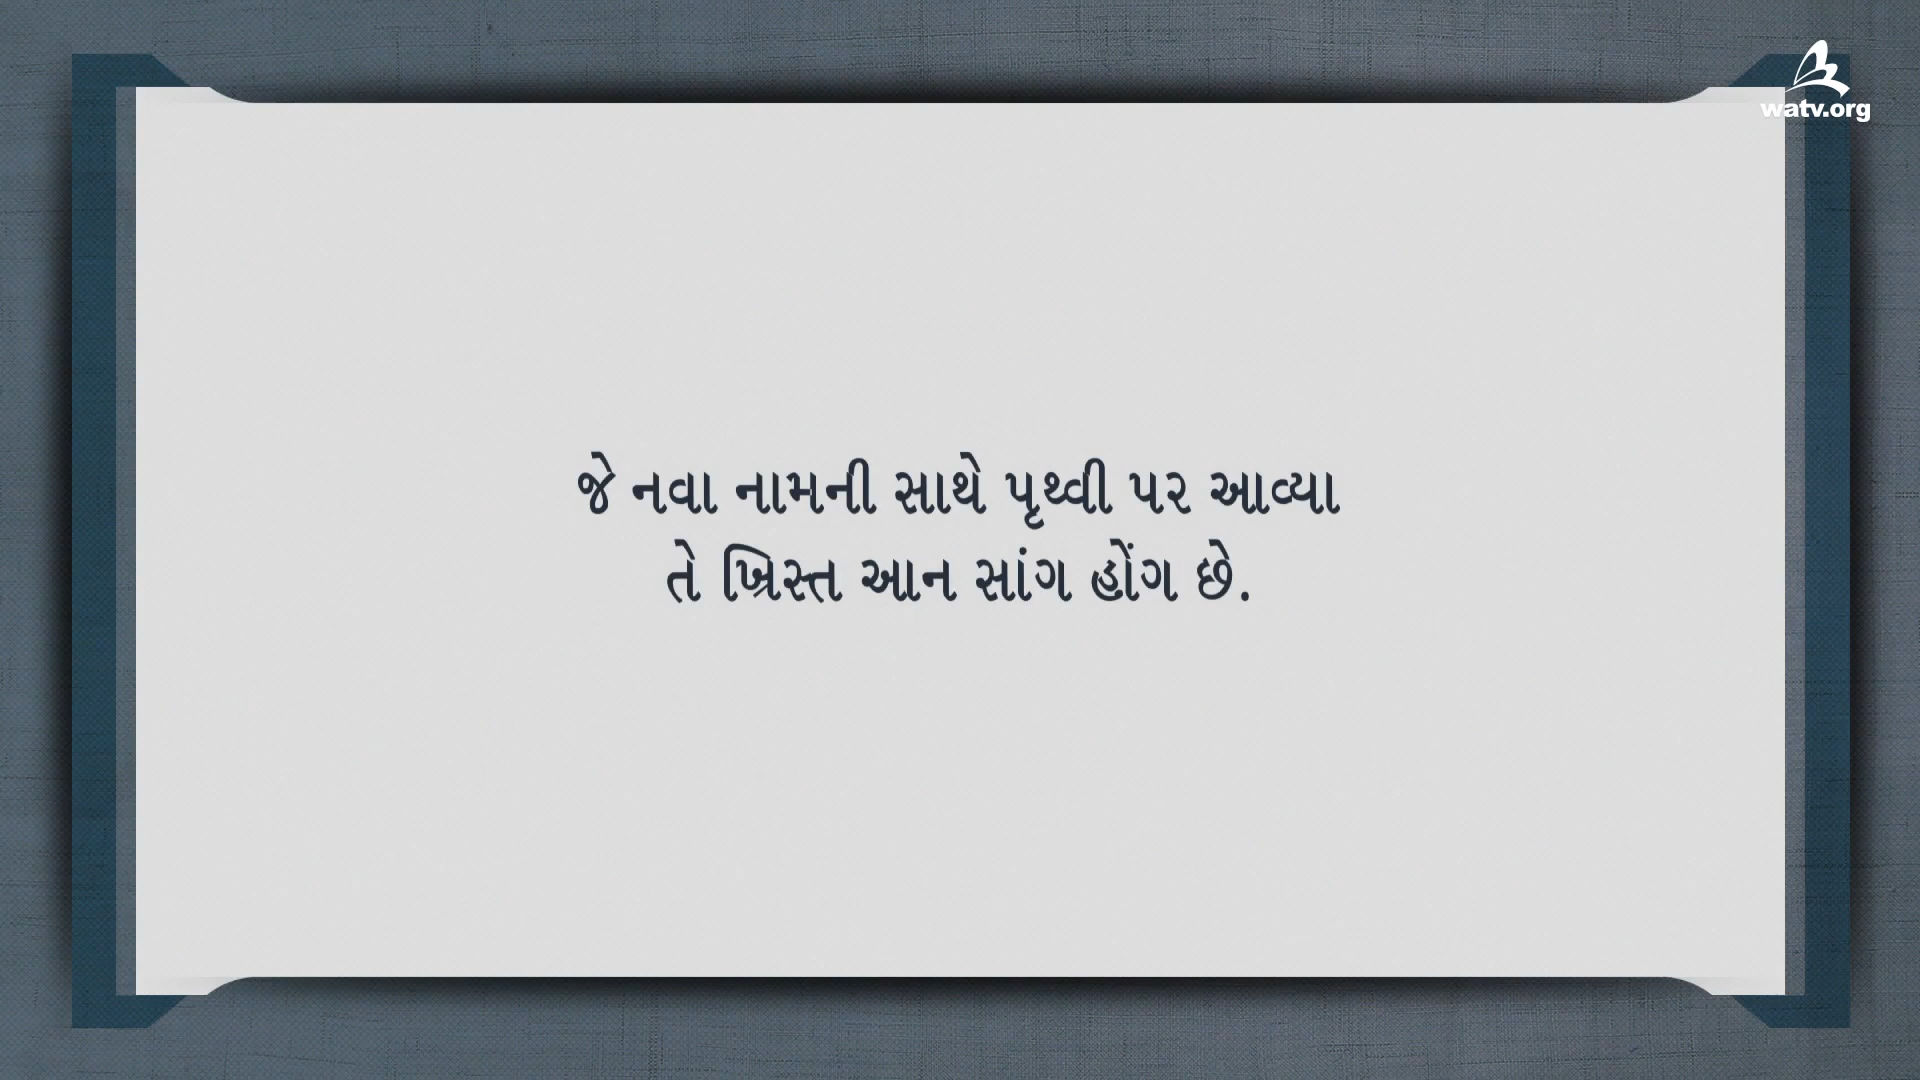 watv.org
જે નવા નામની સાથે પૃથ્વી પર આવ્યા
તે ખ્રિસ્ત આન સાંગ હોંગ છે.